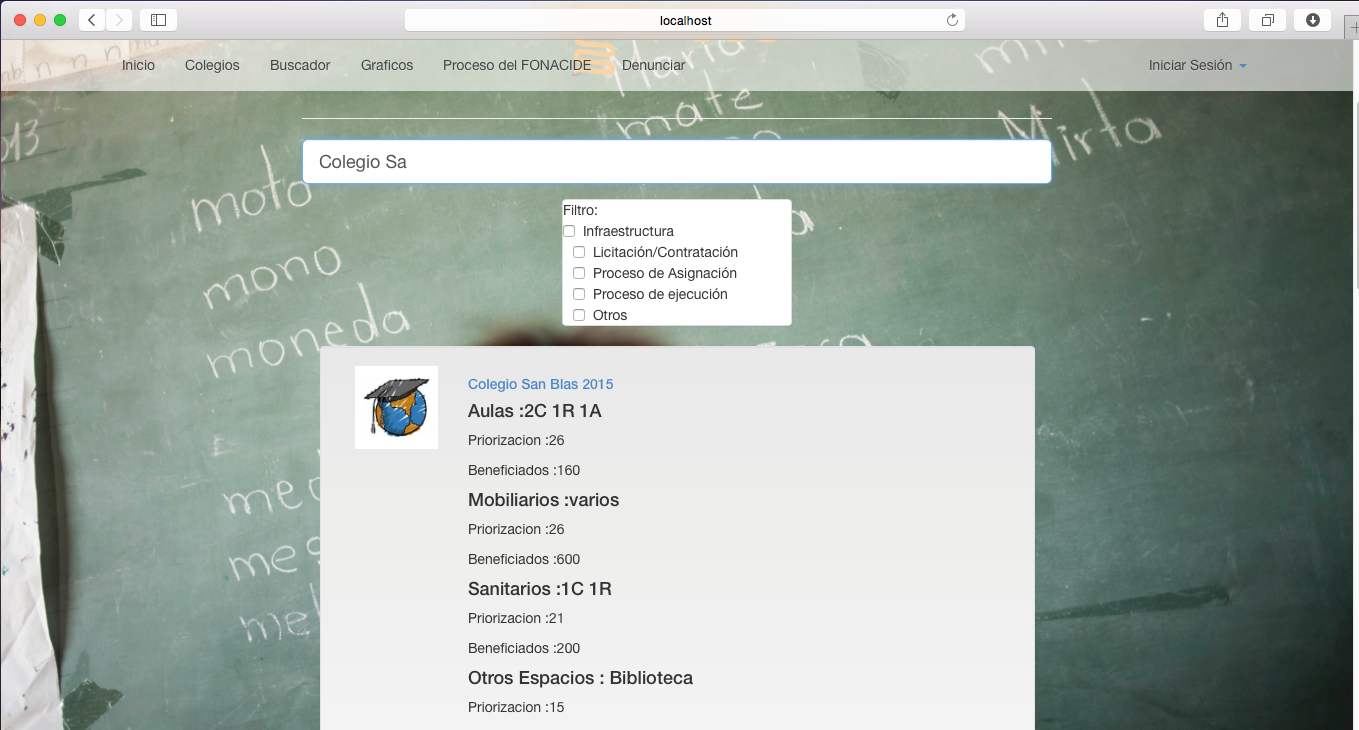 localhost
Inicio Colegios Buscador Graficos Proceso del FONACIDE Denunciar Iniciar Sesión
mate
Mirta
2013
Colegio Sa
moto
Filtro:
Infraestructura
Licitación/Contratación
Proceso de Asignación
Proceso de ejecución
Otros
mono
moneda
Colegio San Blas 2015
Aulas :2C 1R 1A
Priorizacion :26
Beneficiados :160
Mobiliarios :varios
Priorizacion :26
Beneficiados :600
Sanitarios :1C 1R
Priorizacion :21
Beneficiados :200
Otros Espacios : Biblioteca
Priorizacion :15